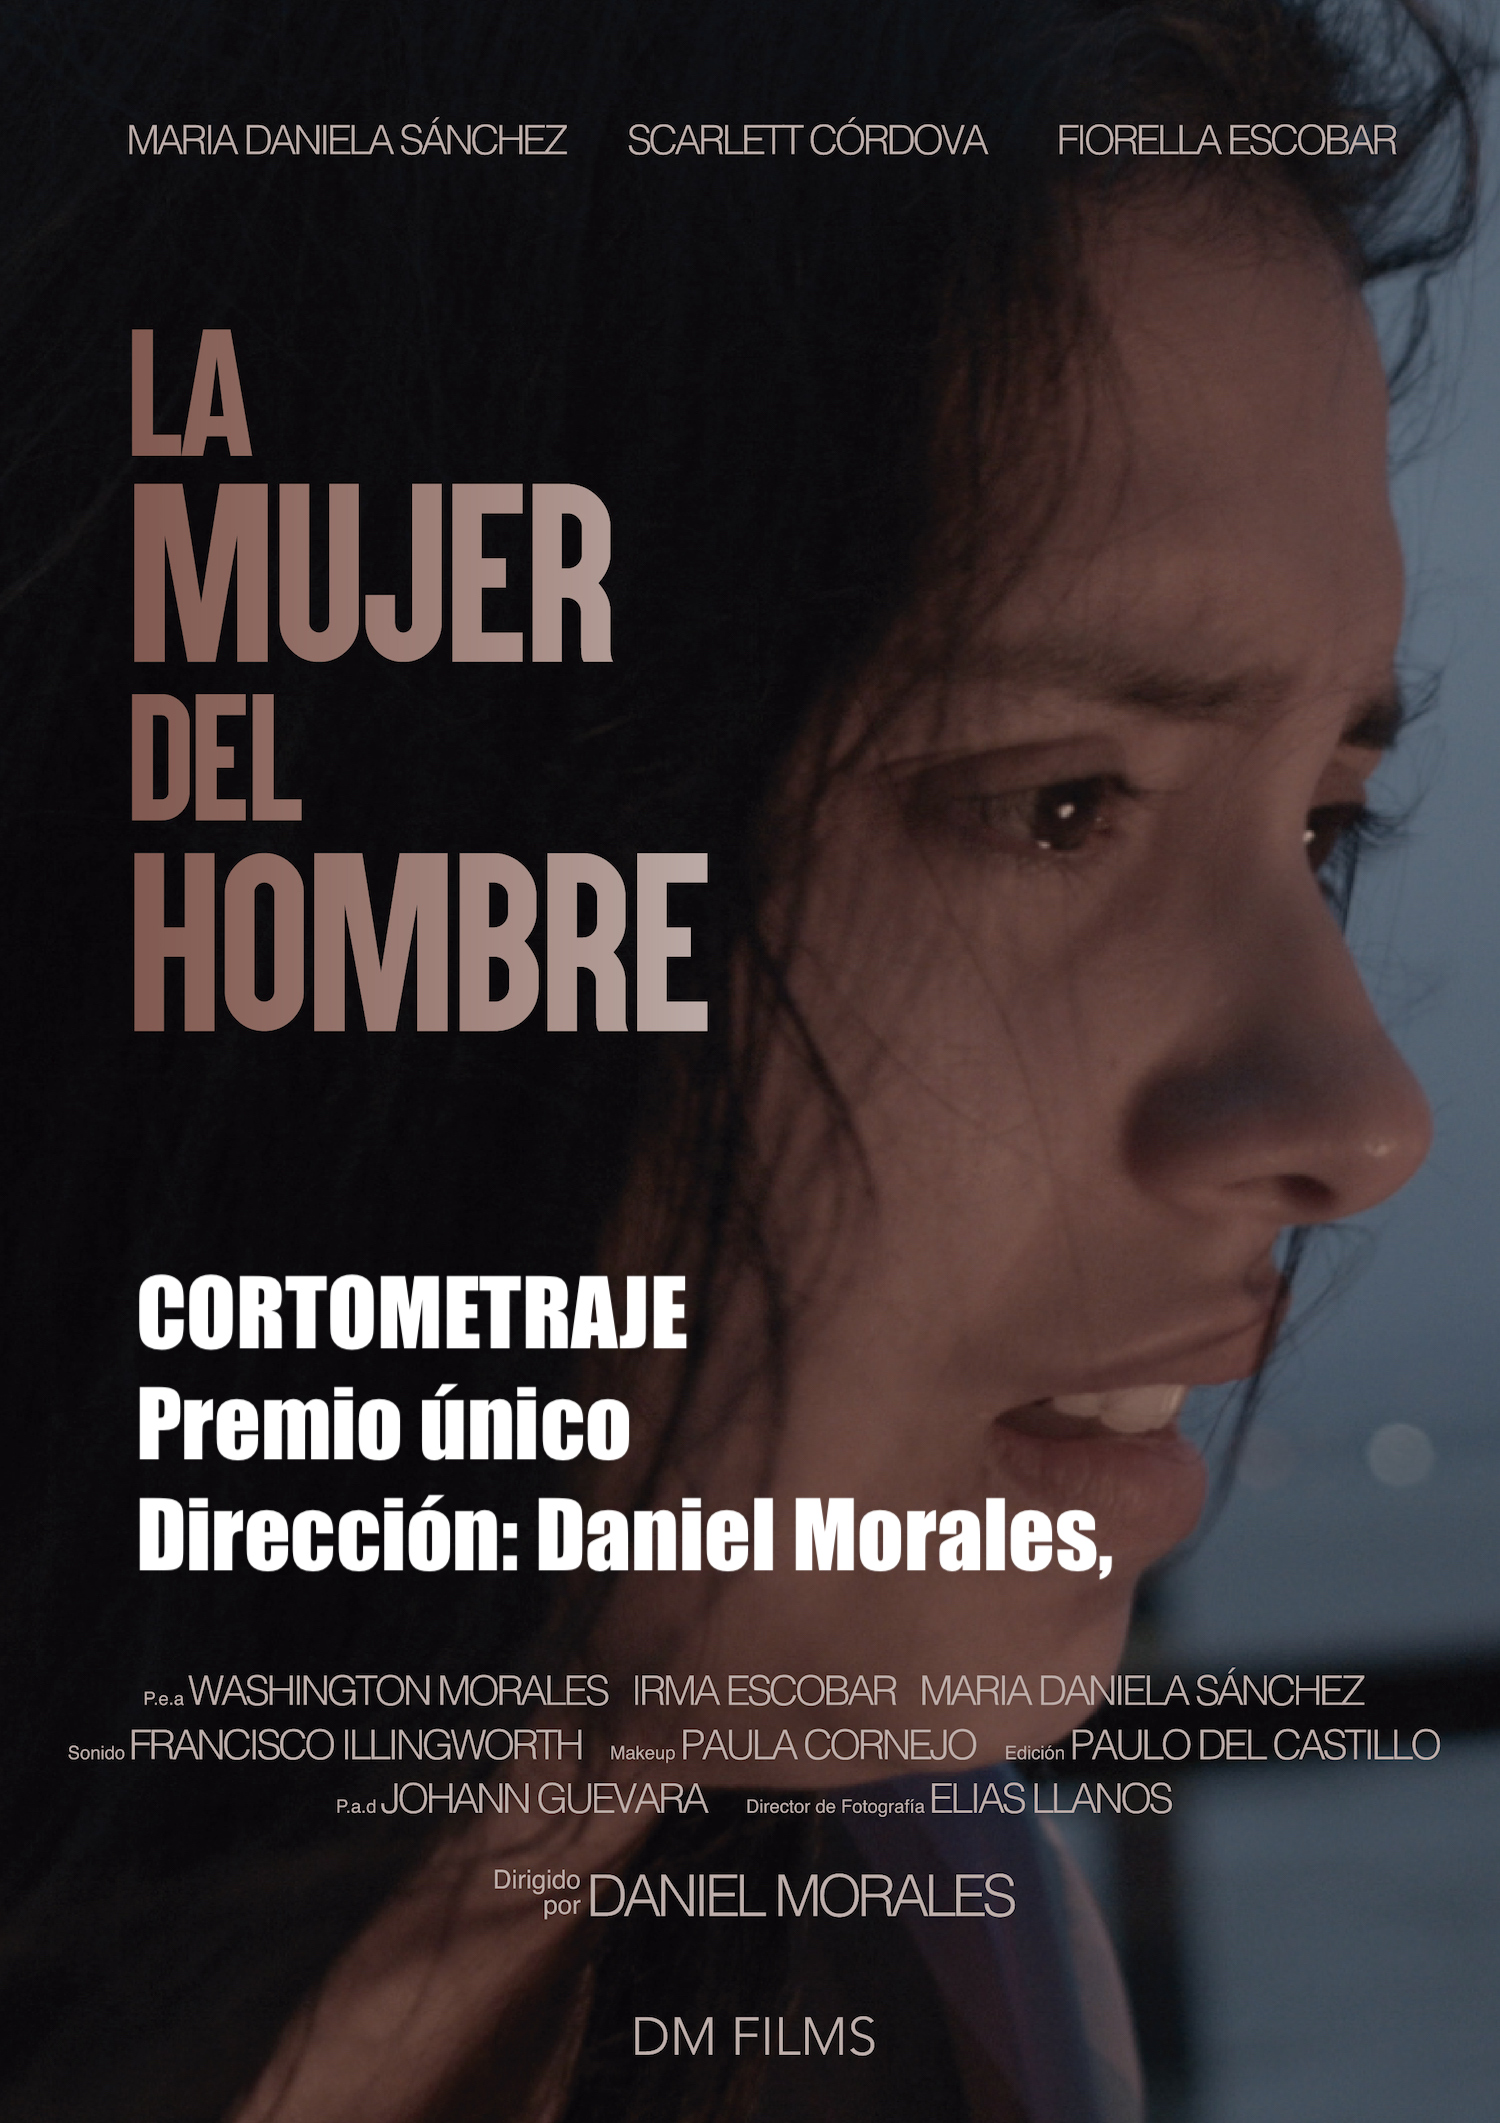 MARIA DANIELA SÁNCHEZ SCARLETT CÓRDOVA FIORELLA ESCOBAR
LA
MUJER
DEL
HOMBRE
CORTOMETRAJE
Premio único
Dirección: Daniel Morales,
P.e.a WASHINGTON MORALES IRMA ESCOBAR MARIA DANIELA SÁNCHEZ
Sonido FRANCISCO ILLINGWORTH Makeup PAULA CORNEJO Edición PAULO DEL CASTILLO
P.a.d JOHANN GUEVARA Director de Fotografía ELIAS LLANOS
Dirigido
por DANIEL MORALES
DM FILMS